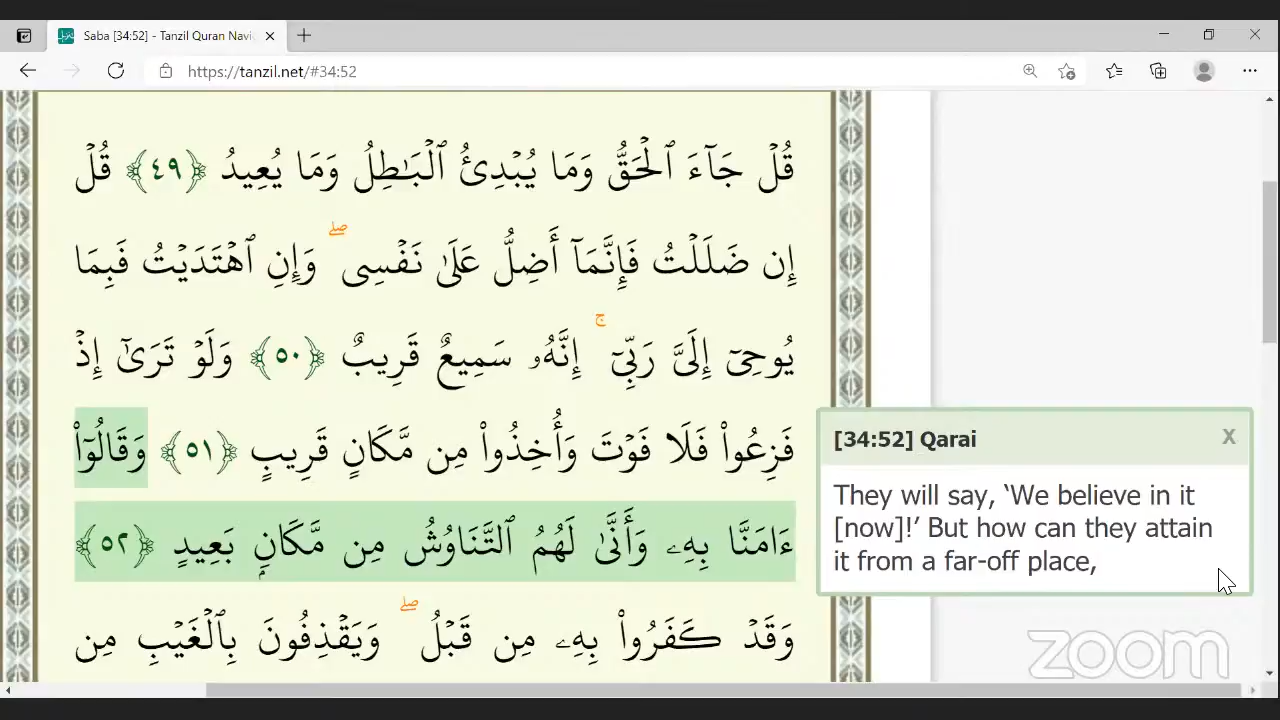 Saba [34:52] - Tanzil Quran Navi
https://tanzil.net/#34:52
قُلْ جَآءَ ٱلْحَقُّ وَمَا يُبْدِئُ ٱلْبَـٰطِلُ وَمَا يُعِيدُ ﴿٤٩﴾ قُلْ
إِن ضَلَلْتُ فَإِنَّمَآ أَضِلُّ عَلَىٰ نَفْسِى ۖ وَإِنِ ٱهْتَدَيْتُ فَبِمَا
يُوحِىٓ إِلَىَّ رَبِّىٓ ۚ إِنَّهُۥ سَمِيعٌ قَرِيبٌ ﴿٥٠﴾ وَلَوْ تَرَىٰٓ إِذْ
فَزِعُوا۟ فَلَا فَوْتَ وَأُخِذُوا۟ مِن مَّكَانٍ قَرِيبٍ ﴿٥١﴾ وَقَالُوٓا۟
ءَامَنَّا بِهِۦ وَأَنَّىٰ لَهُمُ ٱلتَّنَاوُشُ مِن مَّكَانٍۭ بَعِيدٍ ﴿٥٢﴾
وَقَدْ كَفَرُوا۟ بِهِۦ مِن قَبْلُ ۖ وَيَقْذِفُونَ بِٱلْغَيْبِ مِن
[34:52] Qarai
X
They will say, ‘We believe in it
[now]!’ But how can they attain
it from a far-off place,
zoom